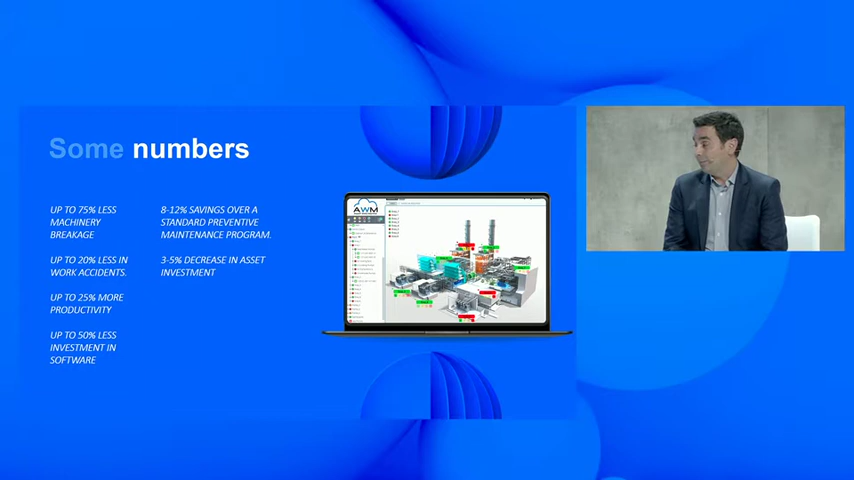 Some numbers
UP TO 75% LESS
MACHINERY
BREAKAGE
UP TO 20% LESS IN
WORK ACCIDENTS.
UP TO 25% MORE
PRODUCTIVITY
UP TO 50% LESS
INVESTMENT IN
SOFTWARE
8-12% SAVINGS OVER A
STANDARD PREVENTIVE
MAINTENANCE PROGRAM.
3-5% DECREASE IN ASSET
INVESTMENT
AWM